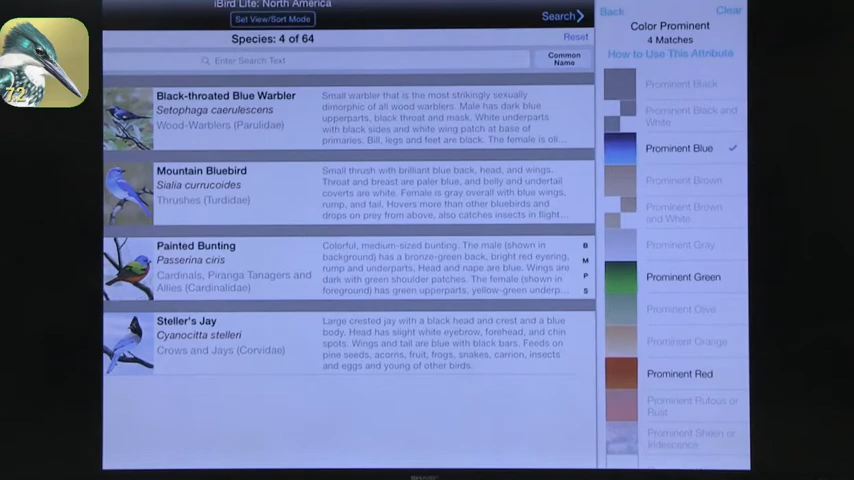 iBird Lite: North America
Set View/Sort Mode
Search
Species: 4 of 64
Reset
Enter Search Text
Common
Name
Black-throated Blue Warbler
Setophaga caerulescens
Wood-Warblers (Parulidae)
Small warbler that is the most strikingly sexually
dimorphic of all wood warblers. Male has dark blue
upperparts, black throat and mask. White underparts
with black sides and white wing patch at base of
primaries. Bill, legs and feet are black. The female is oli...
Mountain Bluebird
Sialia currucoides
Thrushes (Turdidae)
Small thrush with brilliant blue back, head, and wings.
Throat and breast are paler blue, and belly and undertail
coverts are white. Female is gray overall with blue wings,
rump, and tail. Hovers more than other bluebirds and
drops on prey from above, also catches insects in flight...
Painted Bunting
Passerina ciris
Cardinals, Piranga Tanagers and
Allies (Cardinalidae)
Colorful, medium-sized bunting. The male (shown in
background) has a bronze-green back, bright red eyering,
rump and underparts. Head and nape are blue. Wings are
dark with green shoulder patches. The female (shown in
foreground) has green upperparts, yellow-green underp...
B
M
P
S
Steller's Jay
Cyanocitta stelleri
Crows and Jays (Corvidae)
Large crested jay with a black head and crest and a blue
body. Head has slight white eyebrow, forehead, and chin
spots. Wings and tail are blue with black bars. Feeds on
pine seeds, acorns, fruit, frogs, snakes, carrion, insects
and eggs and young of other birds.
Back
Clear
Color Prominent
4 Matches
How to Use This Attribute
Prominent Black
Prominent Black and
White
Prominent Blue
Prominent Brown
Prominent Brown
and White
Prominent Gray
Prominent Green
Prominent Olive
Prominent Orange
Prominent Red
Prominent Rufous or
Rust
Prominent Sheen or
Iridescence
7.2